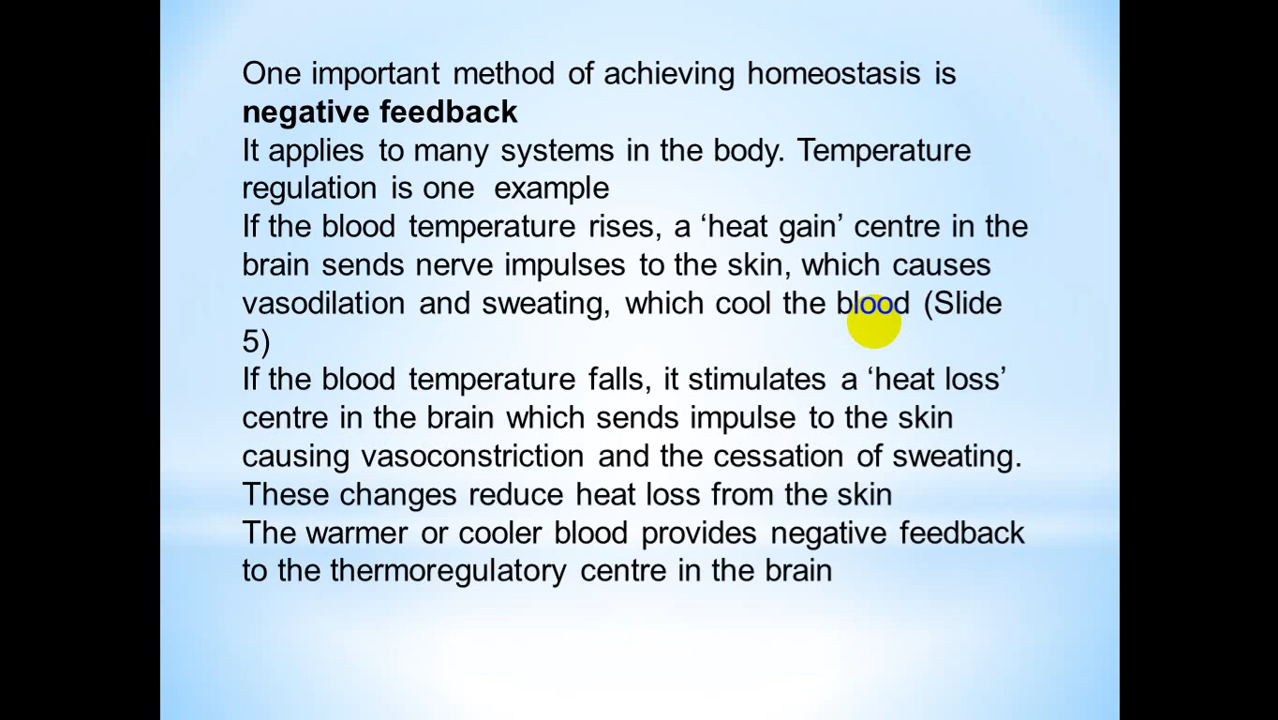 One important method of achieving homeostasis is
negative feedback
It applies to many systems in the body. Temperature
regulation is one example
If the blood temperature rises, a ‘heat gain’ centre in the
brain sends nerve impulses to the skin, which causes
vasodilation and sweating, which cool the blood (Slide
5)
If the blood temperature falls, it stimulates a ‘heat loss’
centre in the brain which sends impulse to the skin
causing vasoconstriction and the cessation of sweating.
These changes reduce heat loss from the skin
The warmer or cooler blood provides negative feedback
to the thermoregulatory centre in the brain